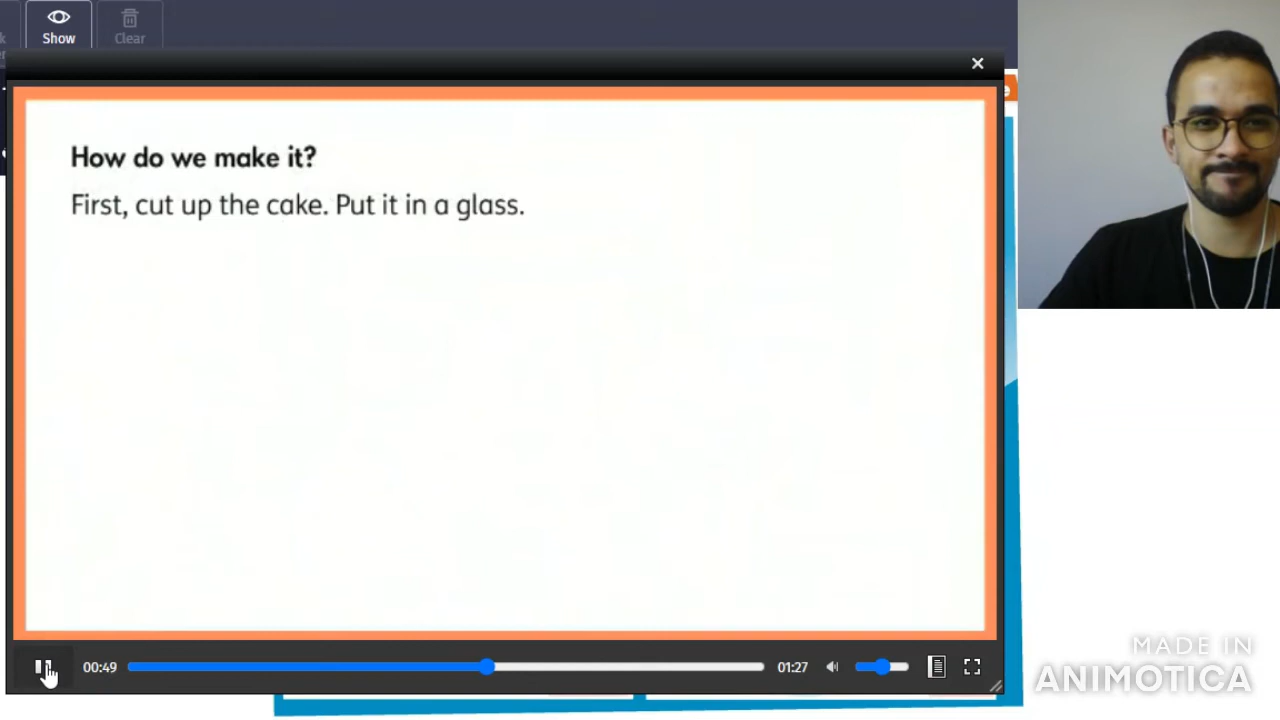 Show
Clear
How do we make it?
First, cut up the cake. Put it in a glass.
00:49
01:27
MADE IN
ANIMOTICA